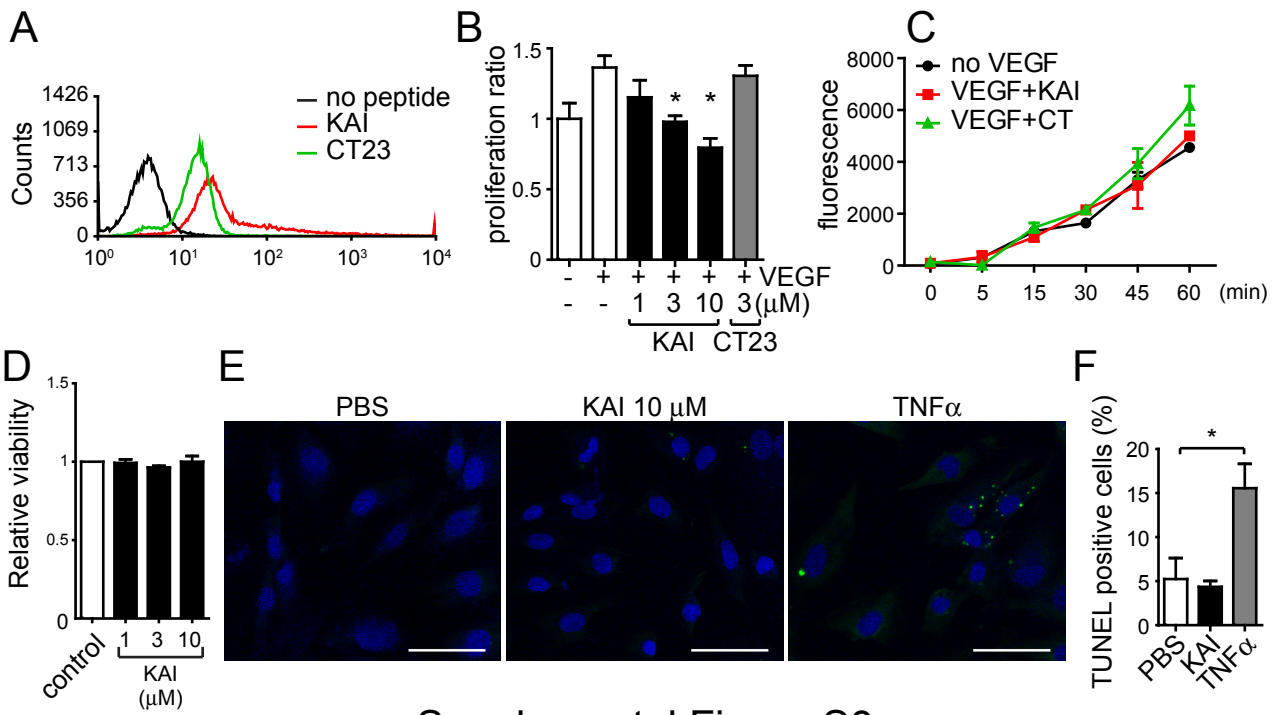 A
Counts
1426
1069
713
356
0
10⁰ 10¹ 10² 10³ 10⁴
no peptide
KAI
CT23
B
proliferation ratio
1.5
1
0.5
0
* *
- + + + + + VEGF
- - 1 3 10 3 (μM)
KAI CT23
C
fluorescence
8000
6000
4000
2000
0
no VEGF
VEGF+KAI
VEGF+CT
0 5 15 30 45 60 (min)
D
Relative viability
1.5
1
0.5
0
control 1 3 10
KAI
(μM)
E
PBS KAI 10 μM TNFα
F
TUNEL positive cells (%)
20
15
10
5
0
*
PBS KAI TNFα